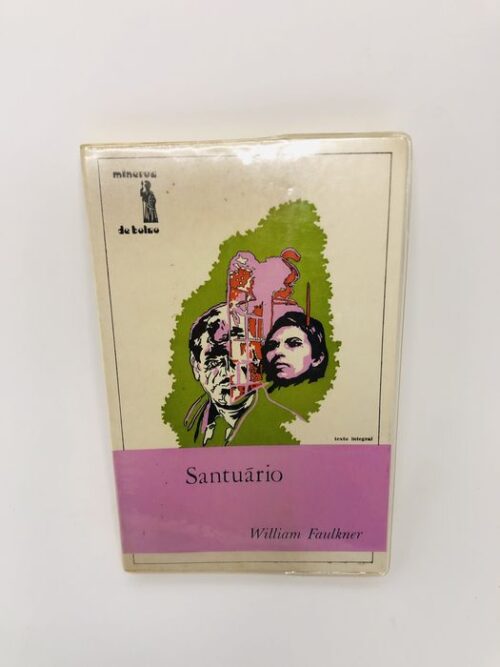 minerva
de bolso
texto integral
Santuário
William Faulkner